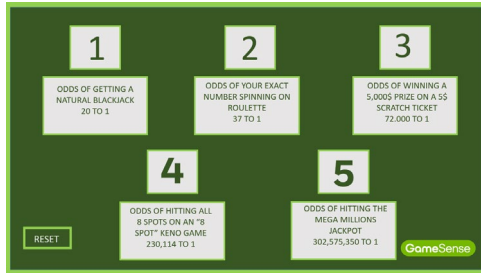 1
ODDS OF GETTING A
NATURAL BLACKJACK
20 TO 1
2
ODDS OF YOUR EXACT
NUMBER SPINNING ON
ROULETTE
37 TO 1
3
ODDS OF WINNING A
5,000$ PRIZE ON A 5$
SCRATCH TICKET
72.000 TO 1
4
ODDS OF HITTING ALL
8 SPOTS ON AN "8
SPOT" KENO GAME
230,114 TO 1
5
ODDS OF HITTING THE
MEGA MILLIONS
JACKPOT
302,575,350 TO 1
RESET
GameSense